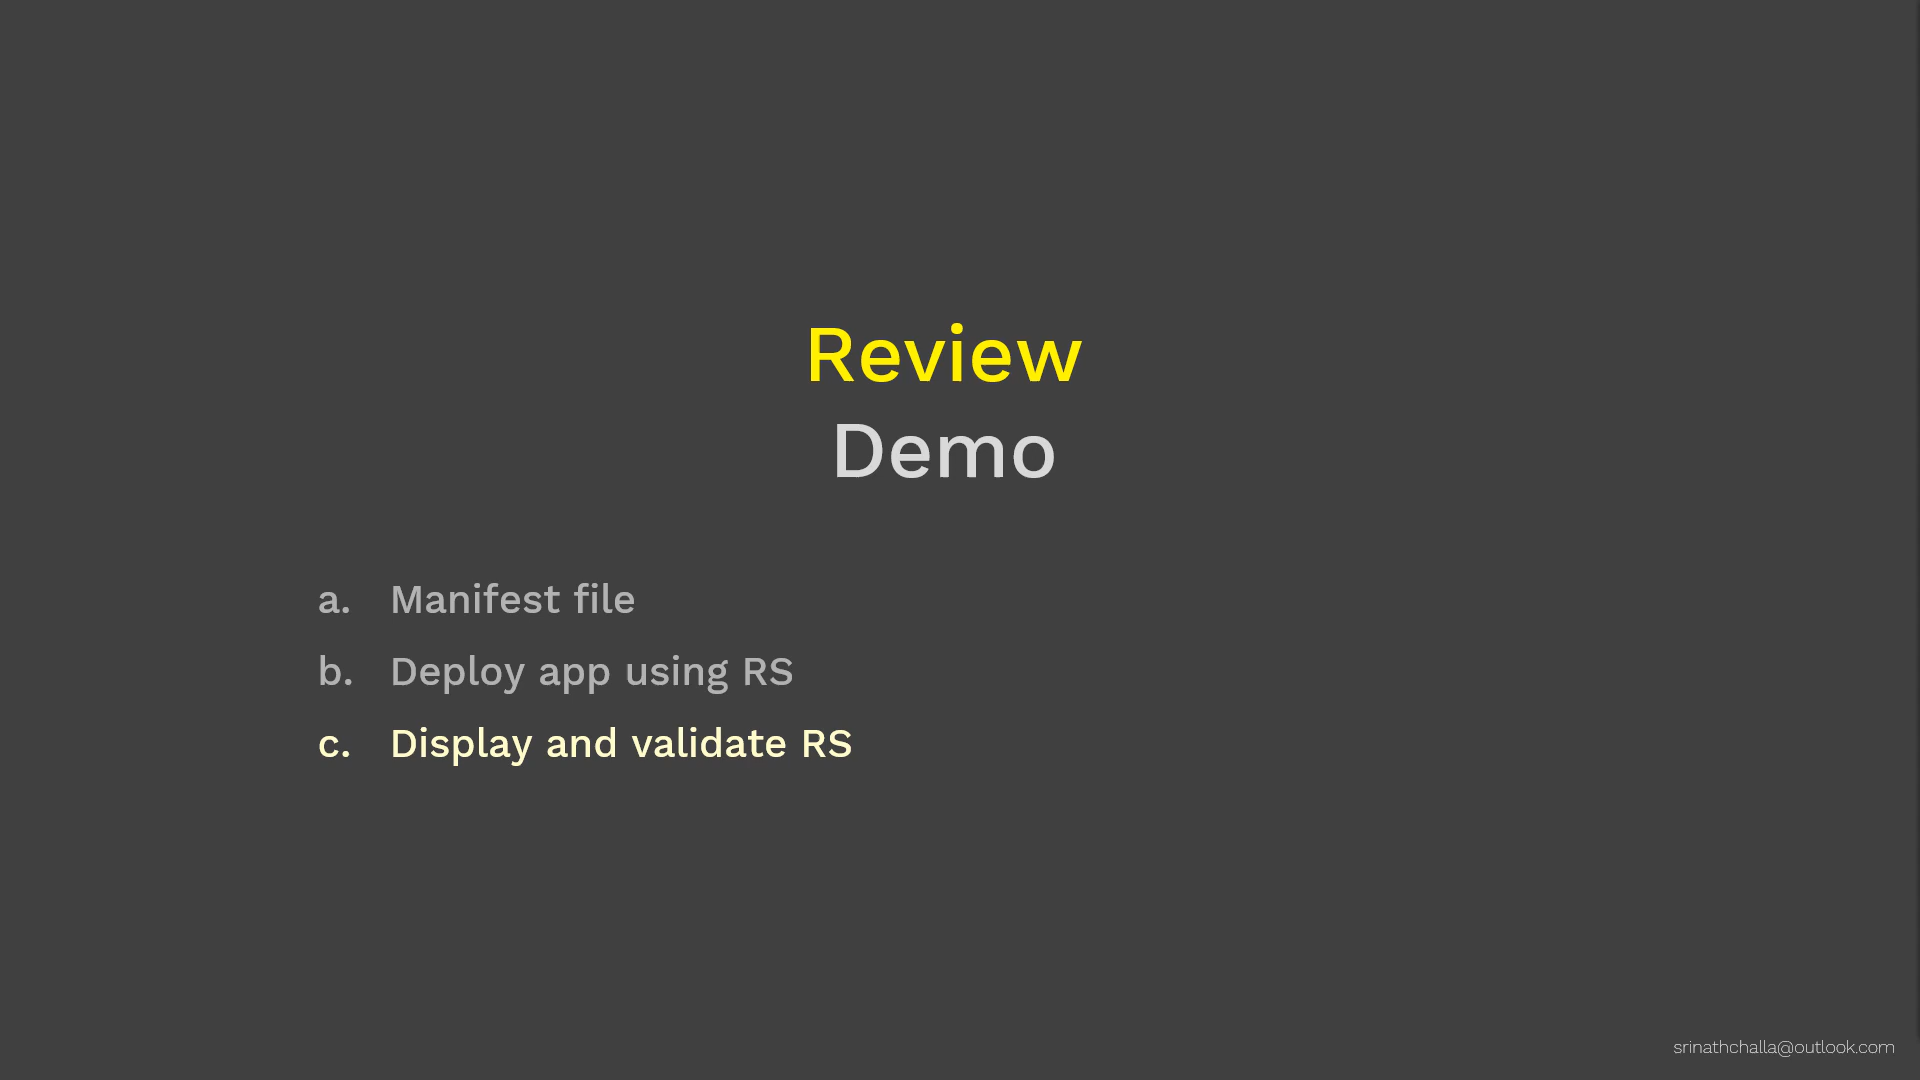 Review
Demo
a. Manifest file
b. Deploy app using RS
c. Display and validate RS
srinathchalla@outlook.com